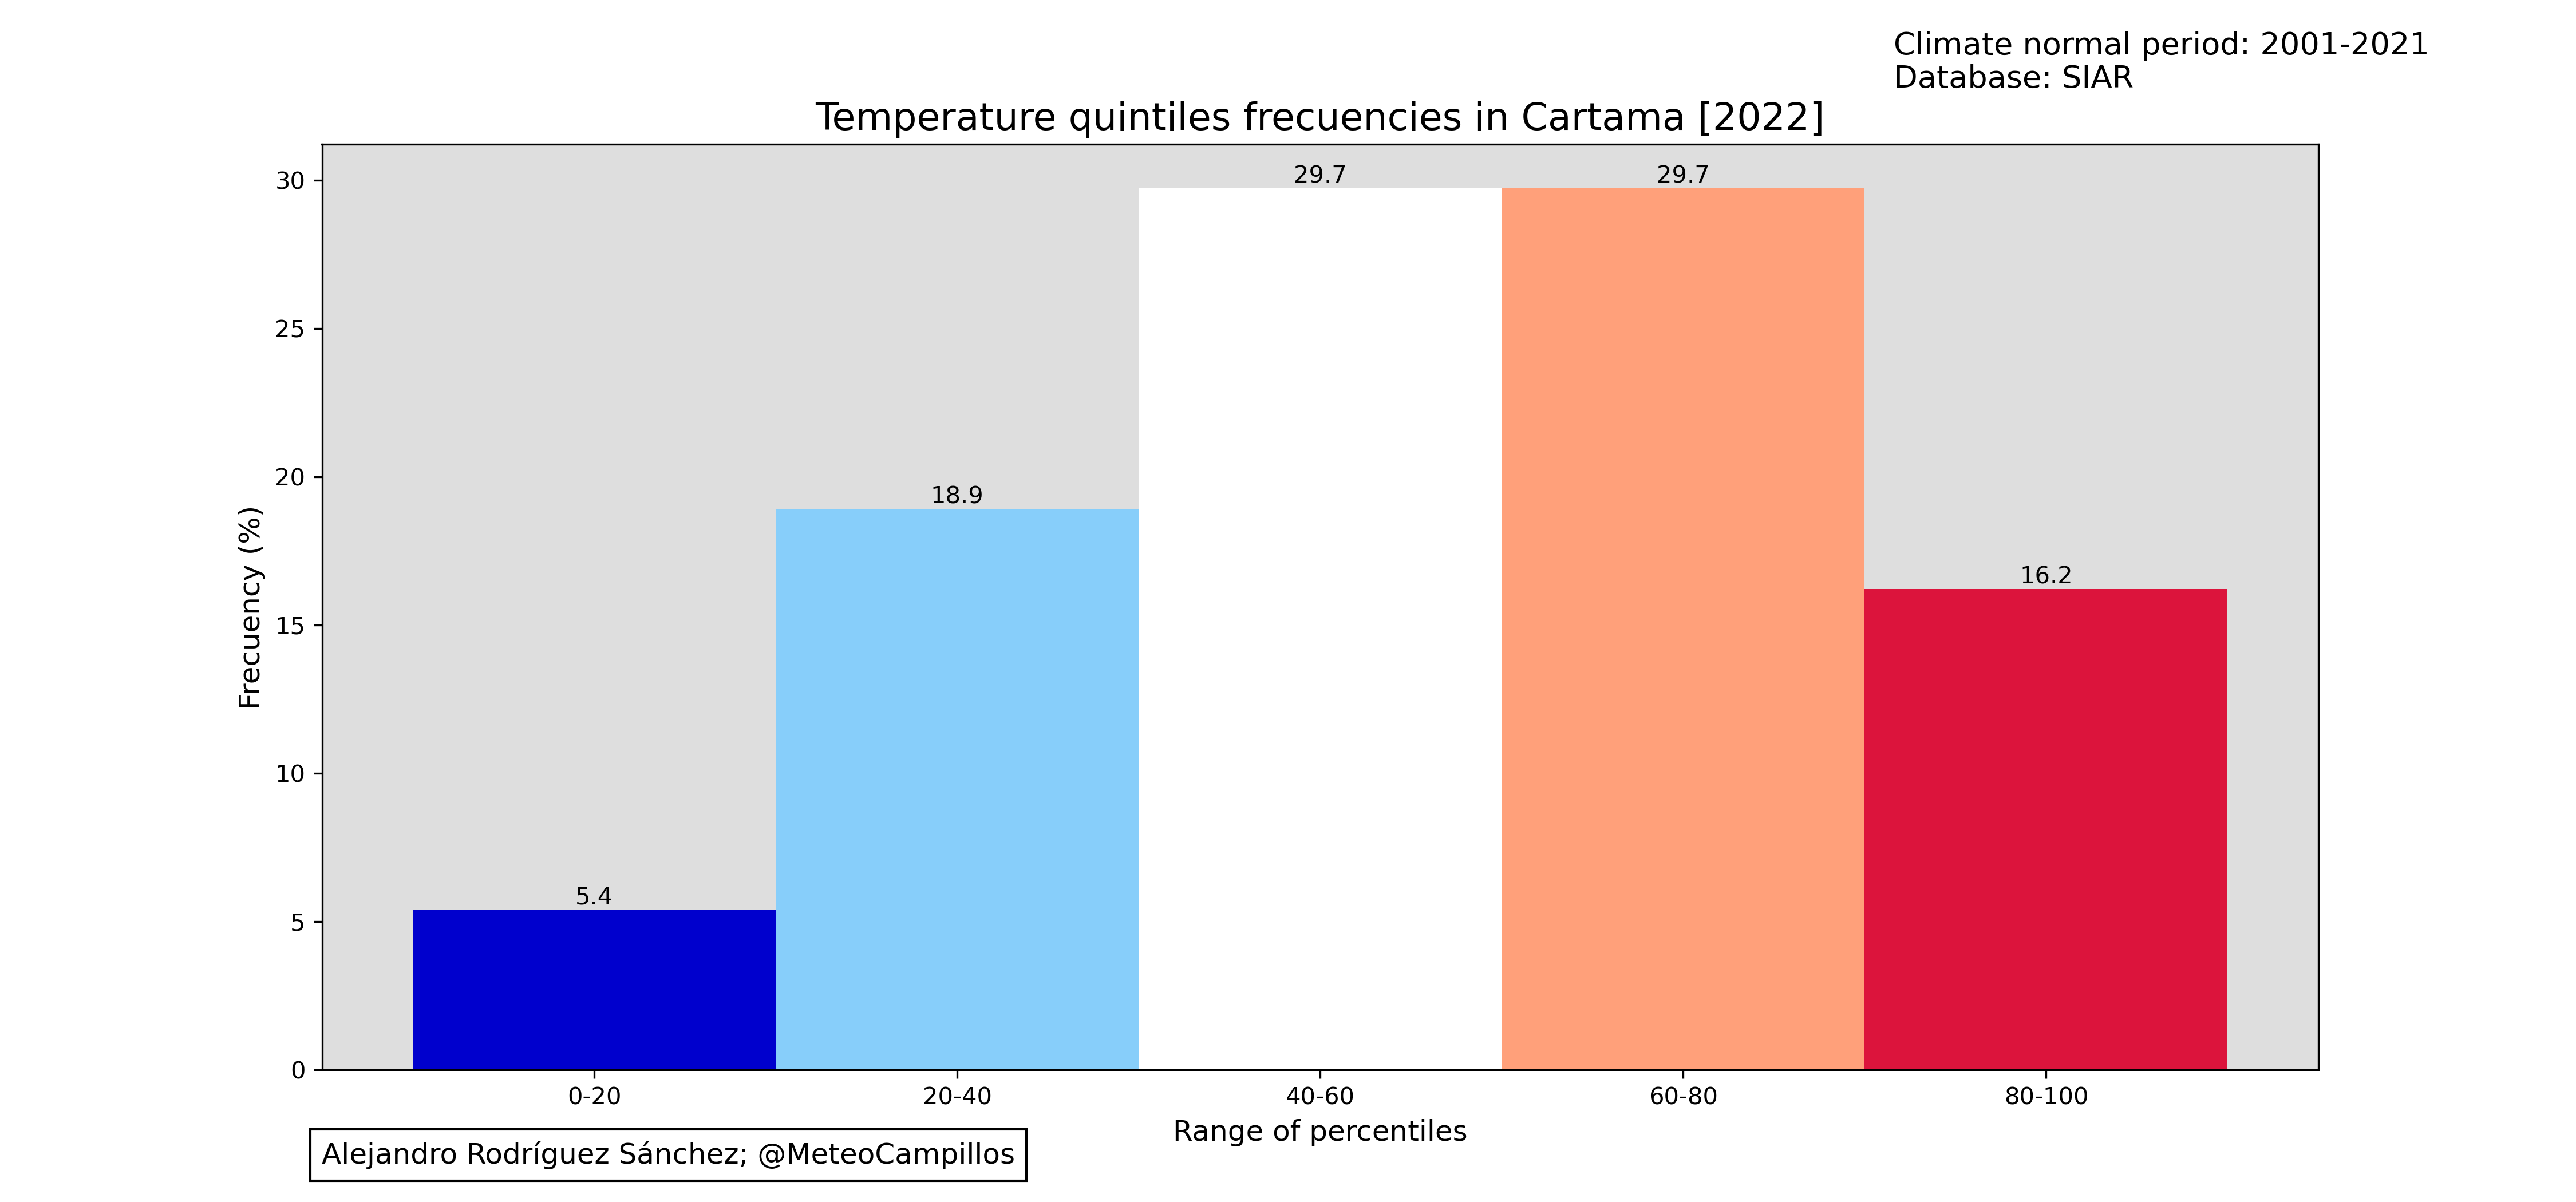 Climate normal period: 2001-2021
Database: SIAR
Temperature quintiles frecuencies in Cartama [2022]
30
25
20
15
10
5
0
Frecuency (%)
5.4
18.9
29.7
29.7
16.2
0-20
20-40
40-60
60-80
80-100
Range of percentiles
Alejandro Rodríguez Sánchez; @MeteoCampillos